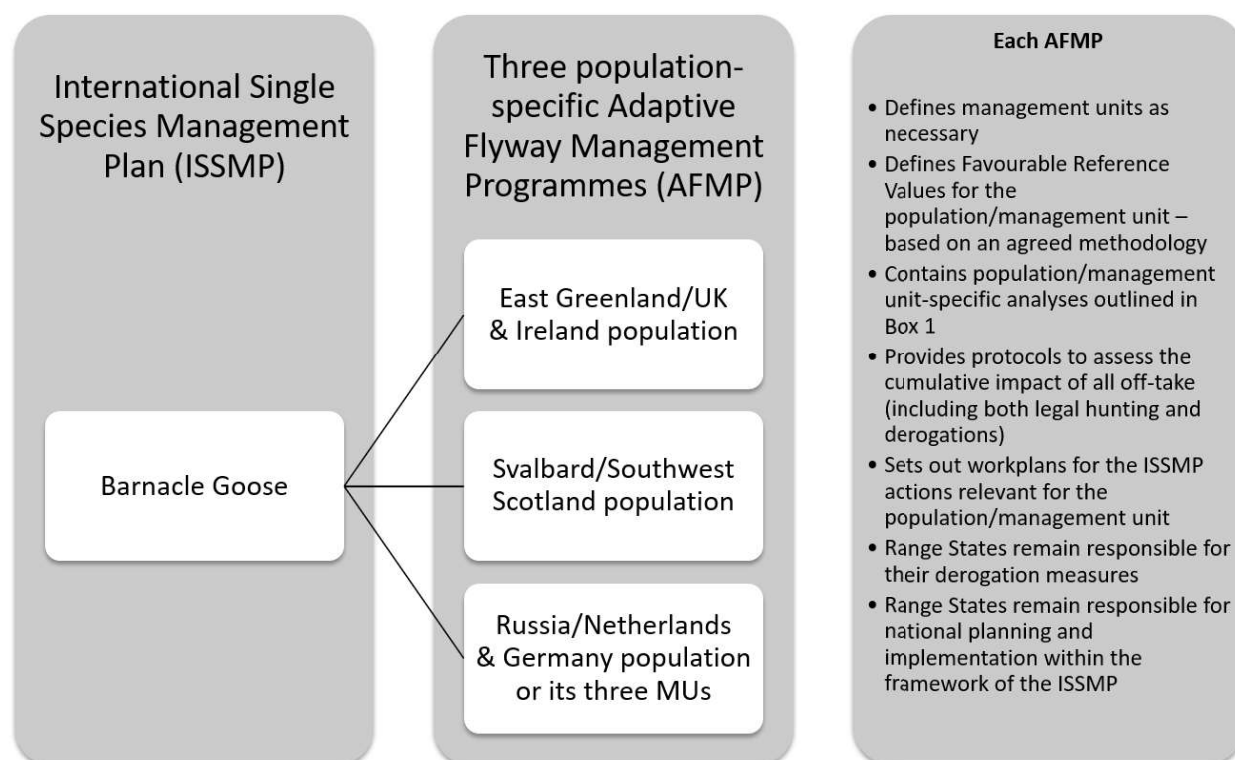 International Single
Species Management
Plan (ISSMP)
Barnacle Goose
Three population-
specific Adaptive
Flyway Management
Programmes (AFMP)
East Greenland/UK
& Ireland population
Svalbard/Southwest
Scotland population
Russia/Netherlands
& Germany population
or its three MUs
Each AFMP
• Defines management units as
necessary
• Defines Favourable Reference
Values for the
population/management unit –
based on an agreed methodology
• Contains population/management
unit-specific analyses outlined in
Box 1
• Provides protocols to assess the
cumulative impact of all off-take
(including both legal hunting and
derogations)
• Sets out workplans for the ISSMP
actions relevant for the
population/management unit
• Range States remain responsible for
their derogation measures
• Range States remain responsible for
national planning and
implementation within the
framework of the ISSMP